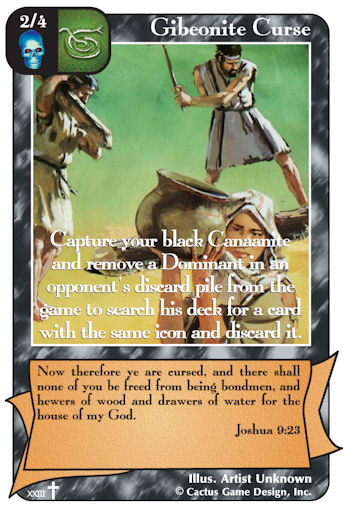 2/4
Gibeonite Curse
Capture your black Canaanite
and remove a Dominant in an
opponent's discard pile from the
game to search his deck for a card
with the same icon and discard it.
Now therefore ye are cursed, and there shall
none of you be freed from being bondmen, and
hewers of wood and drawers of water for the
house of my God.
Joshua 9:23
Illus. Artist Unknown
XXIII © Cactus Game Design, Inc.